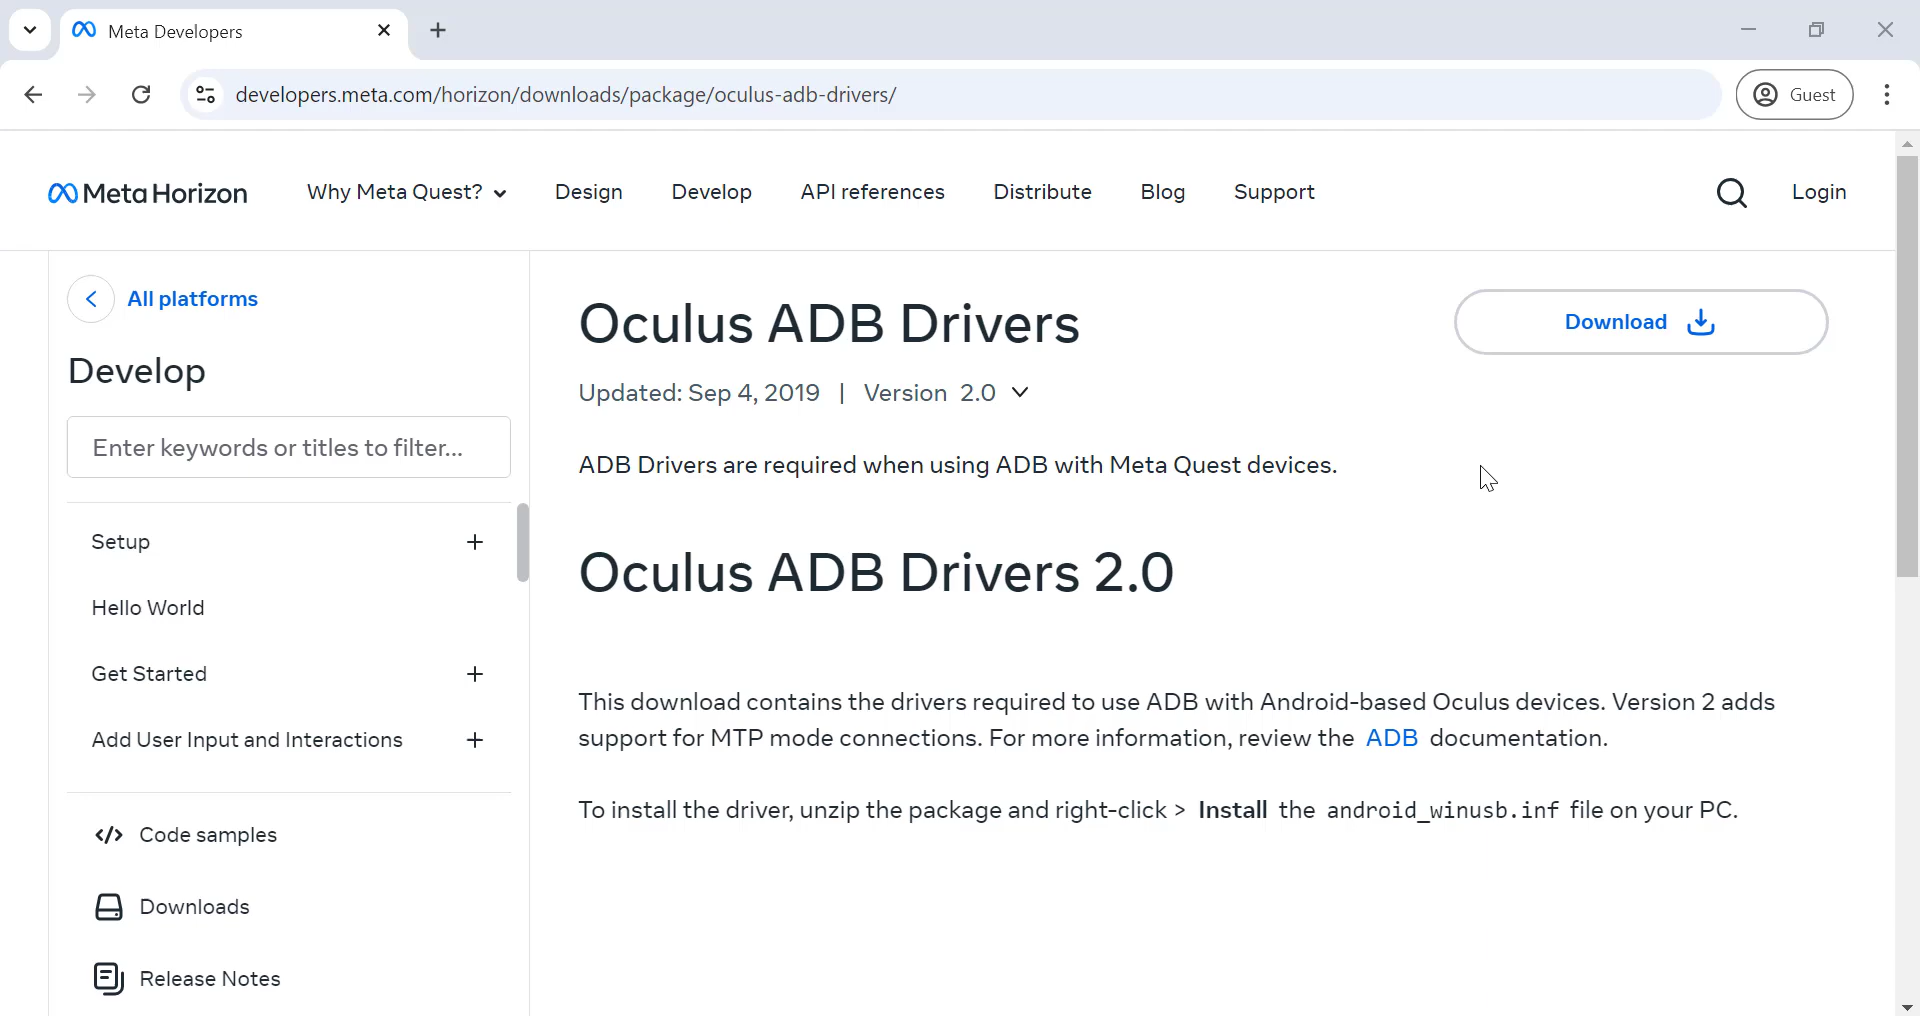 Meta Developers
developers.meta.com/horizon/downloads/package/oculus-adb-drivers/
Guest
Meta Horizon
Why Meta Quest?
Design
Develop
API references
Distribute
Blog
Support
Login
All platforms
Develop
Enter keywords or titles to filter...
Setup
Hello World
Get Started
Add User Input and Interactions
Code samples
Downloads
Release Notes
Oculus ADB Drivers
Download
Updated: Sep 4, 2019 | Version 2.0
ADB Drivers are required when using ADB with Meta Quest devices.
Oculus ADB Drivers 2.0
This download contains the drivers required to use ADB with Android-based Oculus devices. Version 2 adds
support for MTP mode connections. For more information, review the ADB documentation.
To install the driver, unzip the package and right-click > Install the android_winusb.inf file on your PC.